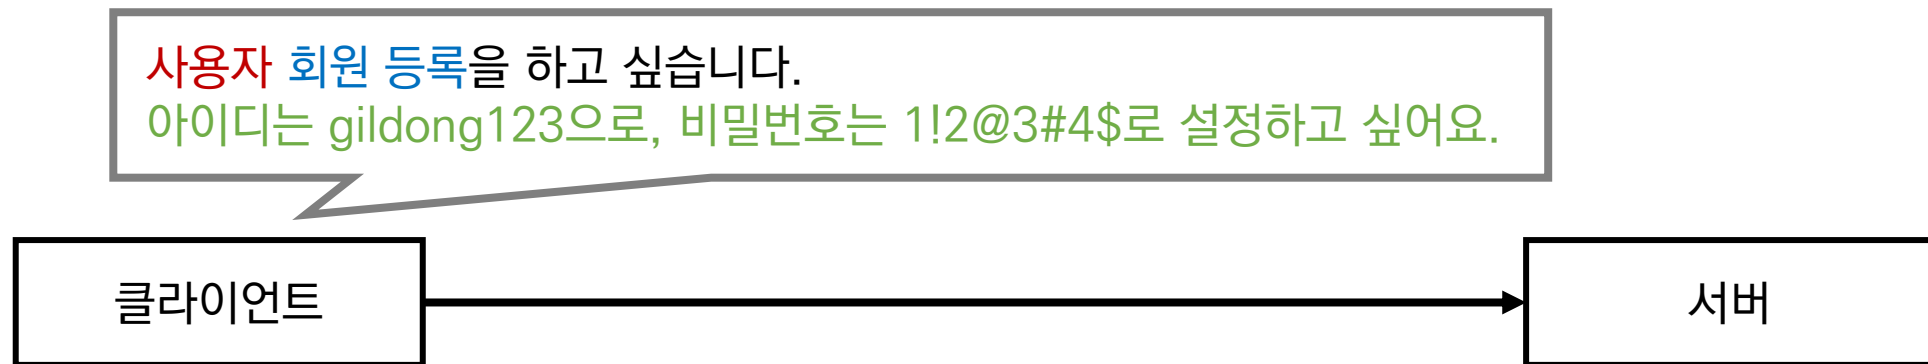 사용자 회원 등록을 하고 싶습니다.
아이디는 gildong123으로, 비밀번호는 1!2@3#4$로 설정하고 싶어요.
클라이언트
서버